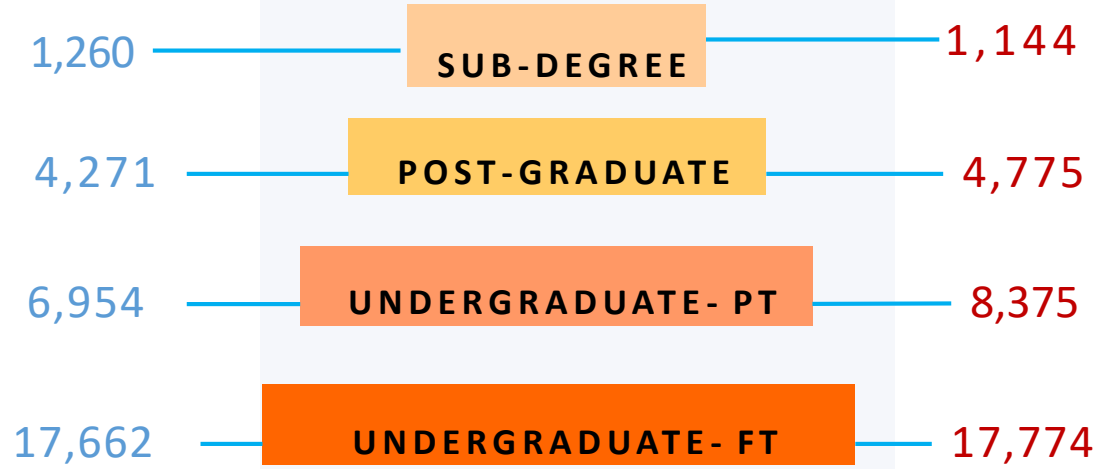 1,260 SUB-DEGREE 1,144
4,271 POST-GRADUATE 4,775
6,954 UNDERGRADUATE- PT 8,375
17,662 UNDERGRADUATE- FT 17,774